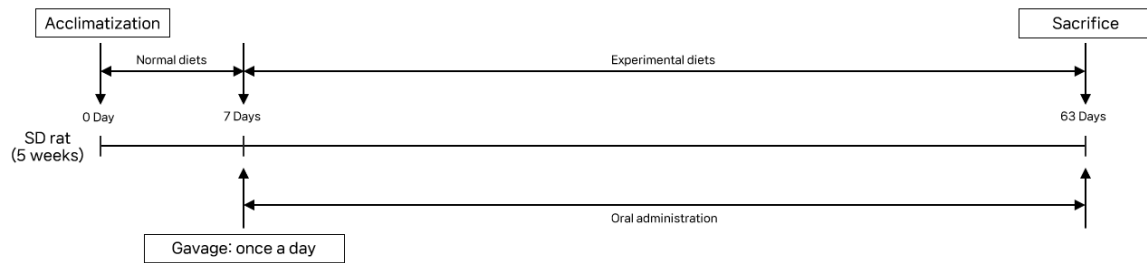 Acclimatization
Sacrifice
Normal diets
Experimental diets
0 Day
7 Days
63 Days
SD rat
(5 weeks)
Oral administration
Gavage: once a day